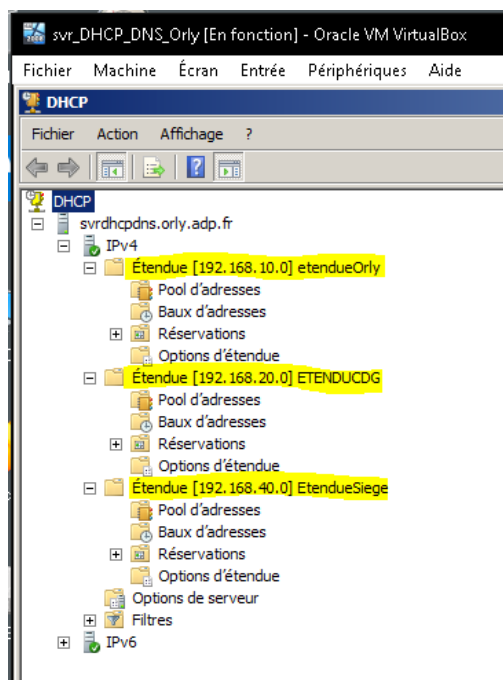 svr_DHCP_DNS_Orly [En fonction] - Oracle VM VirtualBox
Fichier Machine Écran Entrée Périphériques Aide
DHCP
Fichier Action Affichage ?
DHCP
svrdhcpdns.orly.adp.fr
IPv4
Étendue [192.168.10.0] etendueOrly
Pool d'adresses
Baux d'adresses
Réservations
Options d'étendue
Étendue [192.168.20.0] ETENDUCDG
Pool d'adresses
Baux d'adresses
Réservations
Options d'étendue
Étendue [192.168.40.0] EtendueSiege
Pool d'adresses
Baux d'adresses
Réservations
Options d'étendue
Options de serveur
Filtres
IPv6